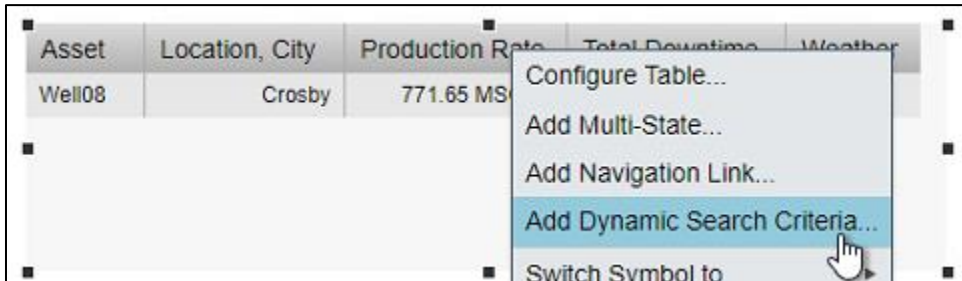 Asset Location, City Production Rate Total Downtime Weather
Well08 Crosby 771.65
Configure Table...
Add Multi-State...
Add Navigation Link...
Add Dynamic Search Criteria...
Switch Symbol to